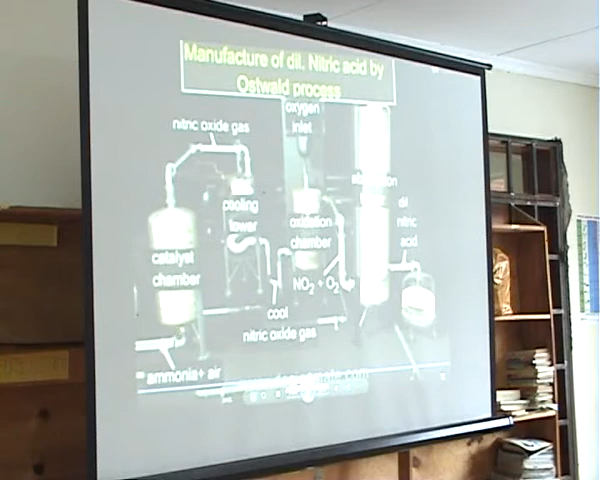 Manufacture of dil. Nitric acid by
Ostwald process
oxygen
inlet
nitric oxide gas
cooling
tower
dil
nitric
acid
oxidation
chamber
catalyst
chamber
NO2 + O2
cool
nitric oxide gas
ammonia+ air